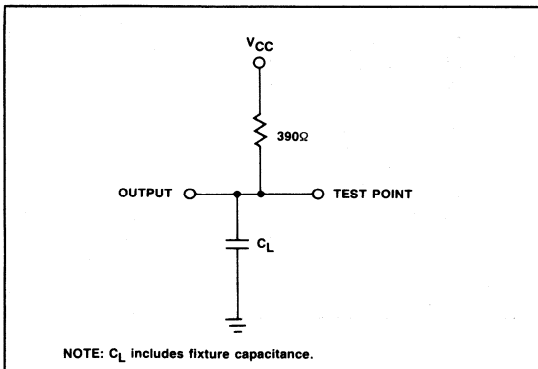 VCC
390Ω
OUTPUT
TEST POINT
CL
NOTE: CL includes fixture capacitance.